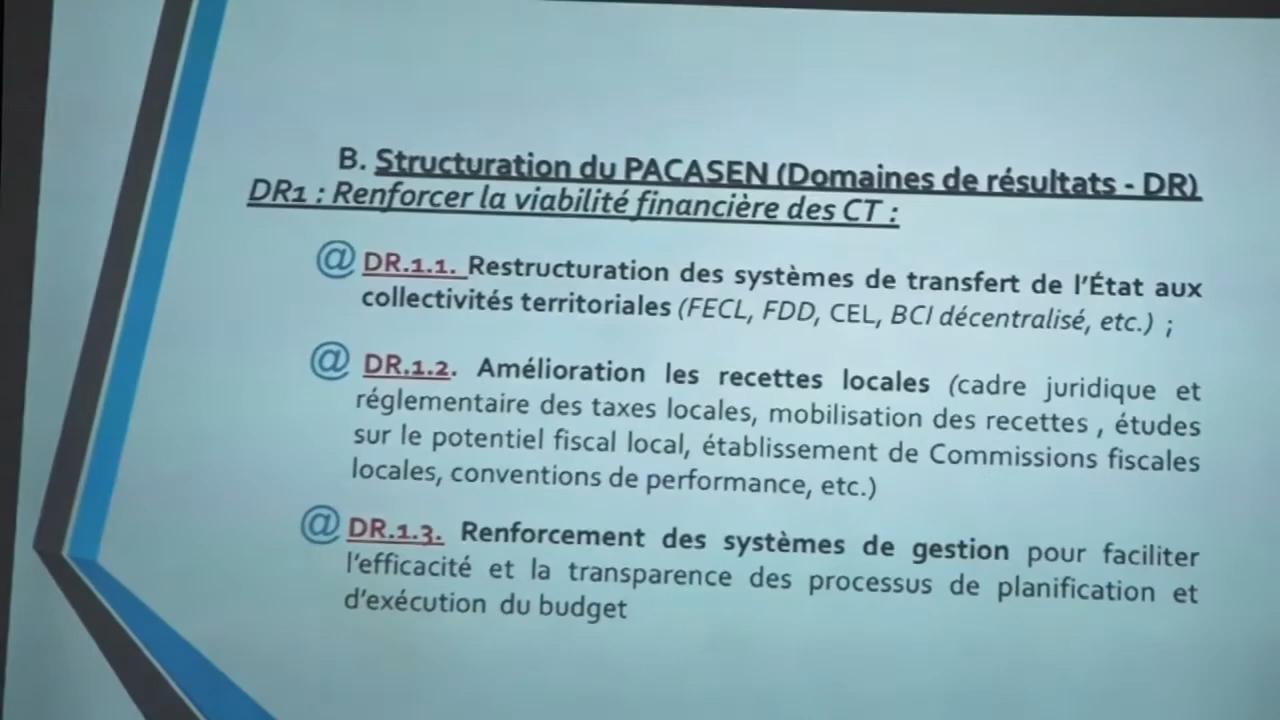 B. Structuration du PACASEN (Domaines de résultats - DR)
DR1 : Renforcer la viabilité financière des CT :
@ DR.1.1. Restructuration des systèmes de transfert de l'État aux
collectivités territoriales (FECL, FDD, CEL, BCI décentralisé, etc.) ;
@ DR.1.2. Amélioration les recettes locales (cadre juridique et
réglementaire des taxes locales, mobilisation des recettes , études
sur le potentiel fiscal local, établissement de Commissions fiscales
locales, conventions de performance, etc.)
@ DR.1.3. Renforcement des systèmes de gestion pour faciliter
l'efficacité et la transparence des processus de planification et
d'exécution du budget